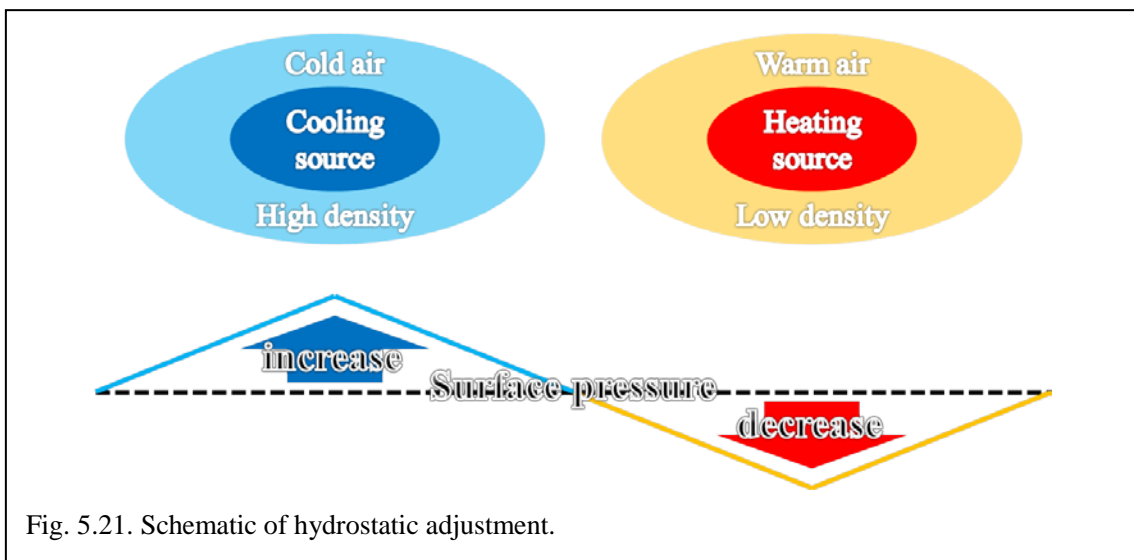 Cold air
Cooling
source
High density
Warm air
Heating
source
Low density
increase
Surface pressure
decrease
Fig. 5.21. Schematic of hydrostatic adjustment.